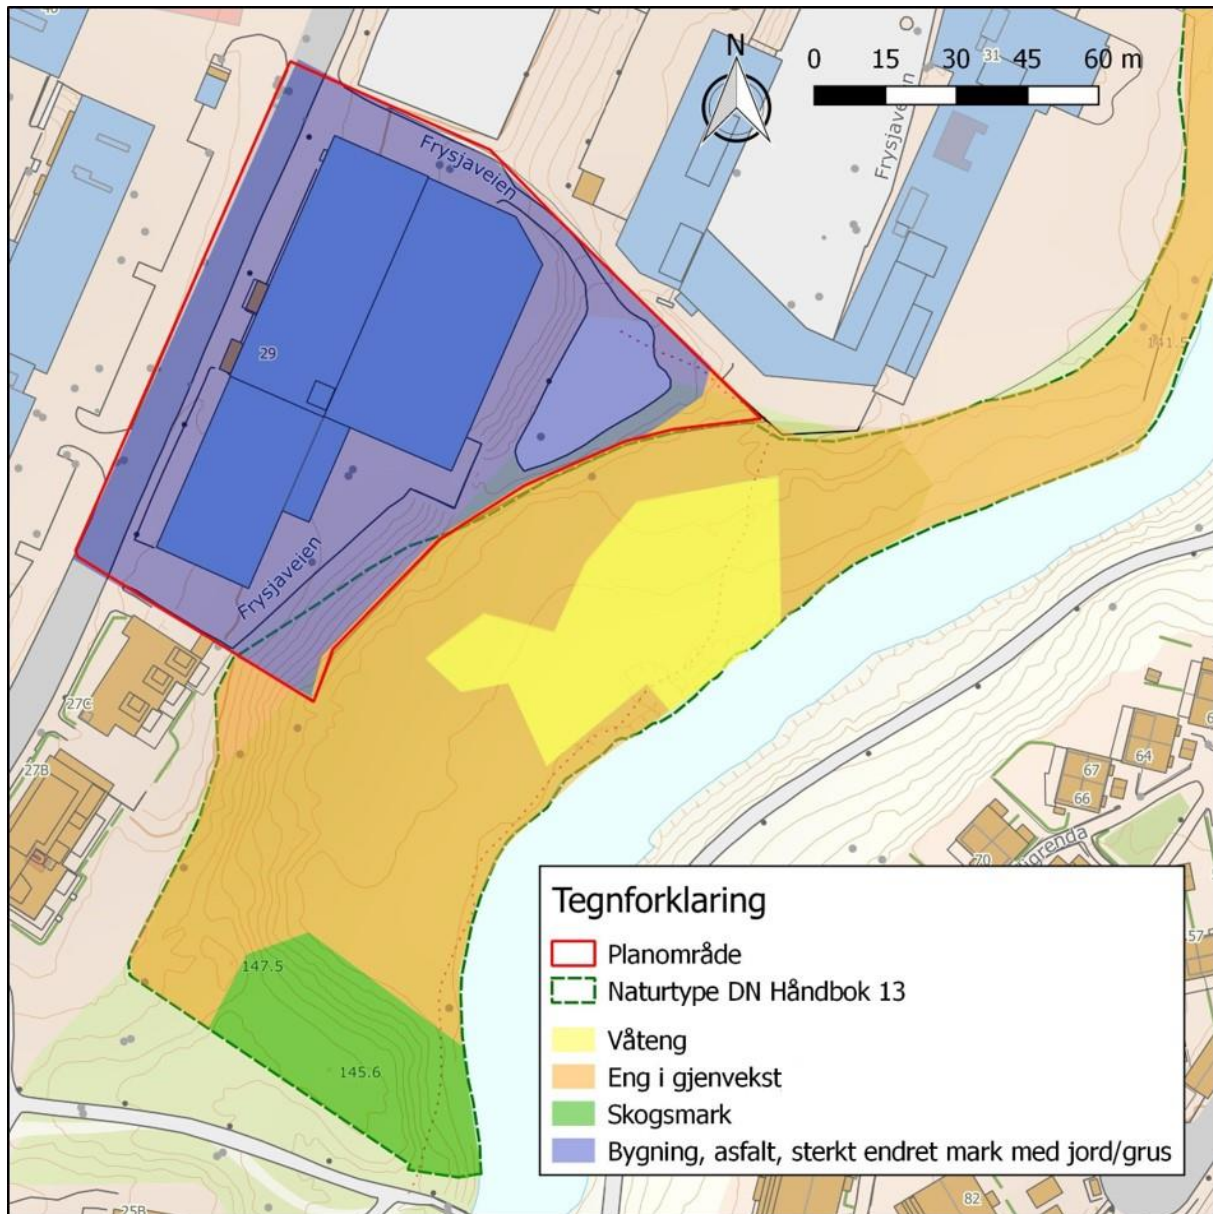 N
0 15 30 45 60 m
31
Frysjaveien
Frysjaveien
141.5
29
Frysjaveien
27C
27B
67
64
66
70
57
147.5
145.6
82
25B
Tegnforklaring
Planområde
Naturtype DN Håndbok 13
Våteng
Eng i gjenvekst
Skogsmark
Bygning, asfalt, sterkt endret mark med jord/grus